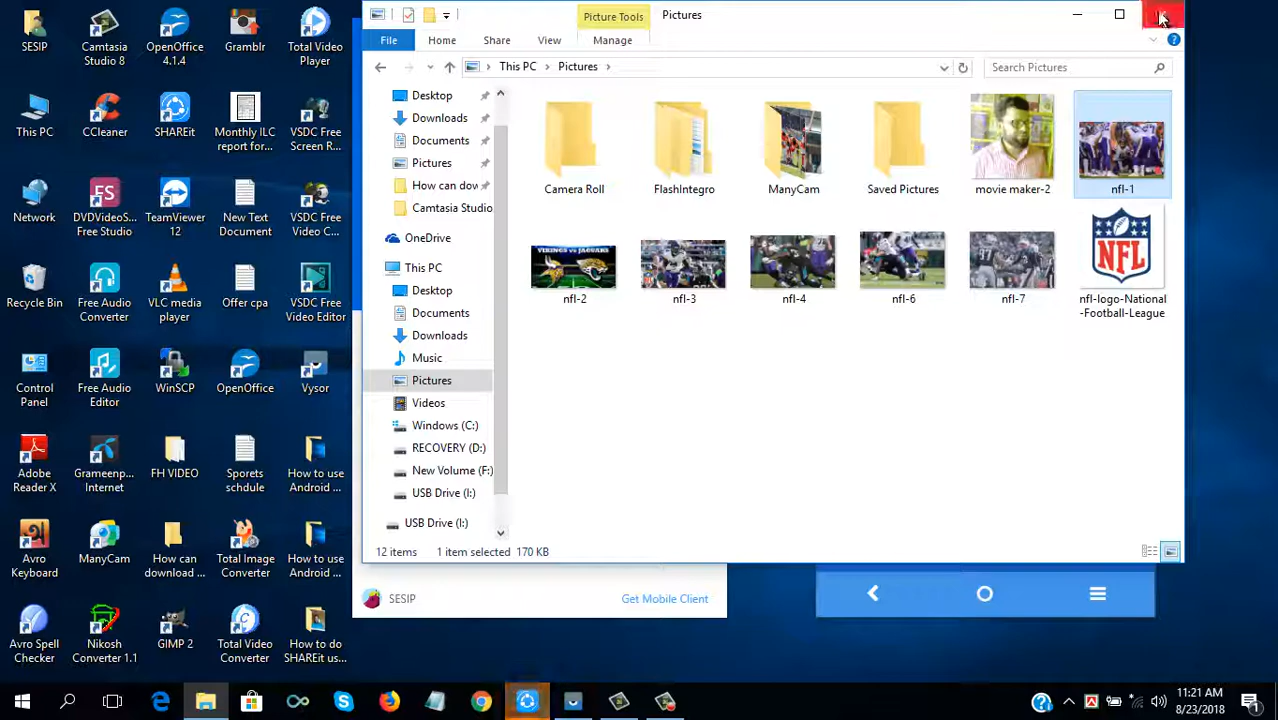 SESIP
Camtasia
Studio 8
OpenOffice
4.1.4
Gramblr
Total Video
Player
This PC
CCleaner
SHAREit
Monthly ILC
report for...
VSDC Free
Screen R...
Network
DVDVideoS...
Free Studio
TeamViewer
12
New Text
Document
VSDC Free
Video C...
Recycle Bin
Free Audio
Converter
VLC media
player
Offer cpa
VSDC Free
Video Editor
Control
Panel
Free Audio
Editor
WinSCP
OpenOffice
Vysor
Adobe
Reader X
Grameenp...
Internet
FH VIDEO
Sporets
schdule
How to use
Android ...
Avro
Keyboard
ManyCam
How can
download ...
Total Image
Converter
How to use
Android ...
Avro Spell
Checker
Nikosh
Converter 1.1
GIMP 2
Total Video
Converter
How to do
SHAREit us...
Picture Tools
Pictures
File
Home
Share
View
Manage
This PC
Pictures
Search Pictures
Desktop
Downloads
Documents
Pictures
How can dov
Camtasia Studio
OneDrive
This PC
Desktop
Documents
Downloads
Music
Pictures
Videos
Windows (C:)
RECOVERY (D:)
New Volume (F:)
USB Drive (I:)
USB Drive (I:)
Camera Roll
FlashIntegro
ManyCam
Saved Pictures
movie maker-2
nfl-1
VIKINGS VS JAGUARS
NFL
nfl-2
nfl-3
nfl-4
nfl-6
nfl-7
nfl-logo-National
-Football-League
12 items
1 item selected 170 KB
SESIP
Get Mobile Client
11:21 AM
8/23/2018